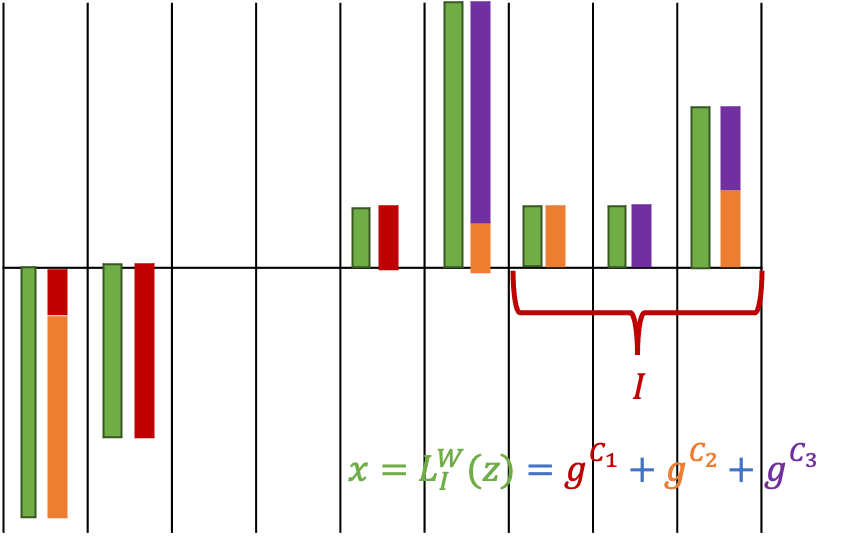 I
x = L_I^W(z) = g^{C_1} + g^{C_2} + g^{C_3}